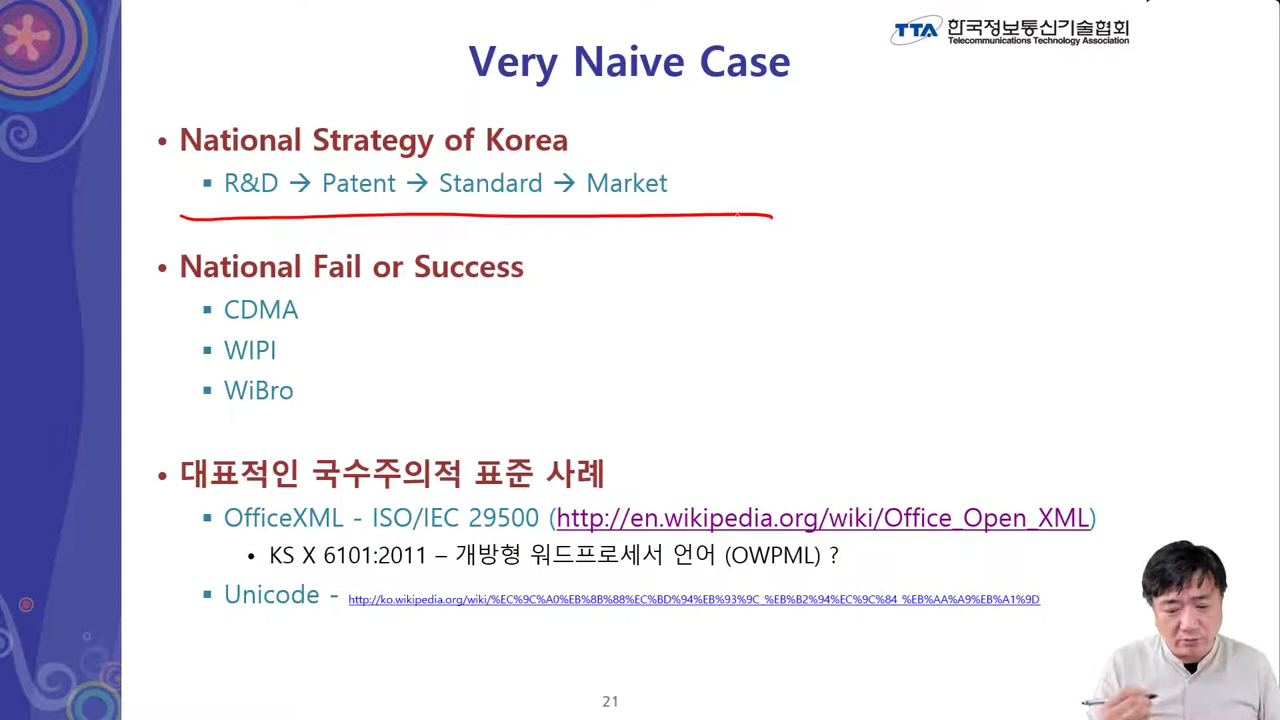 TTA 한국정보통신기술협회
Telecommunications Technology Association
Very Naive Case
• National Strategy of Korea
▪ R&D → Patent → Standard → Market
• National Fail or Success
▪ CDMA
▪ WIPI
▪ WiBro
• 대표적인 국수주의적 표준 사례
▪ OfficeXML - ISO/IEC 29500 (http://en.wikipedia.org/wiki/Office_Open_XML)
• KS X 6101:2011 – 개방형 워드프로세서 언어 (OWPML) ?
▪ Unicode - http://ko.wikipedia.org/wiki/%EC%9C%A0%EB%8B%88%EC%BD%94%EB%93%9C_%EB%B2%94%EC%9C%84_%EB%AA%A9%EB%A1%9D
21